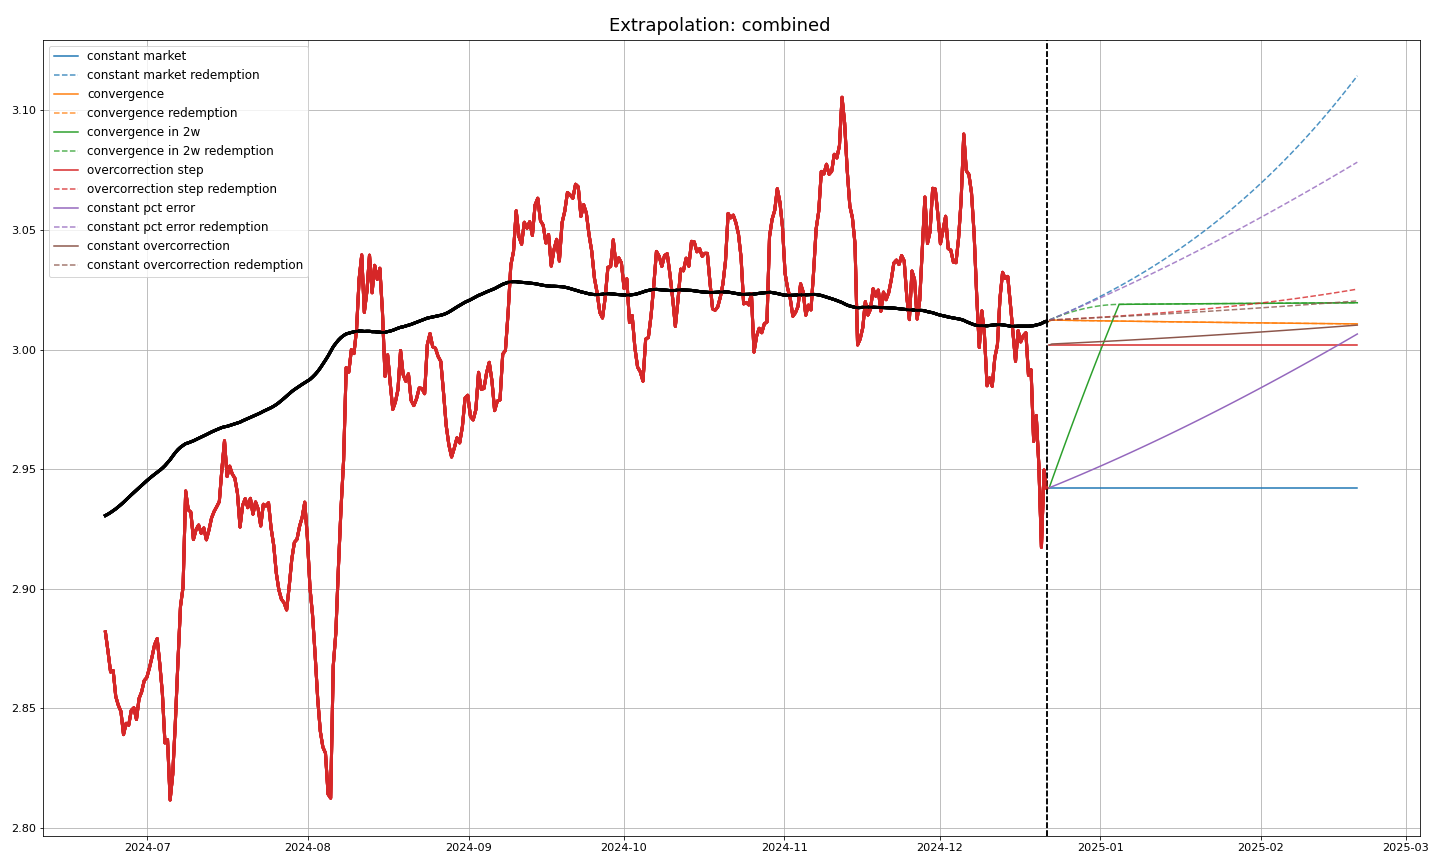 Extrapolation: combined
constant market
constant market redemption
convergence
convergence redemption
convergence in 2w
convergence in 2w redemption
overcorrection step
overcorrection step redemption
constant pct error
constant pct error redemption
constant overcorrection
constant overcorrection redemption
3.10
3.05
3.00
2.95
2.90
2.85
2.80
2024-07 2024-08 2024-09 2024-10 2024-11 2024-12 2025-01 2025-02 2025-03